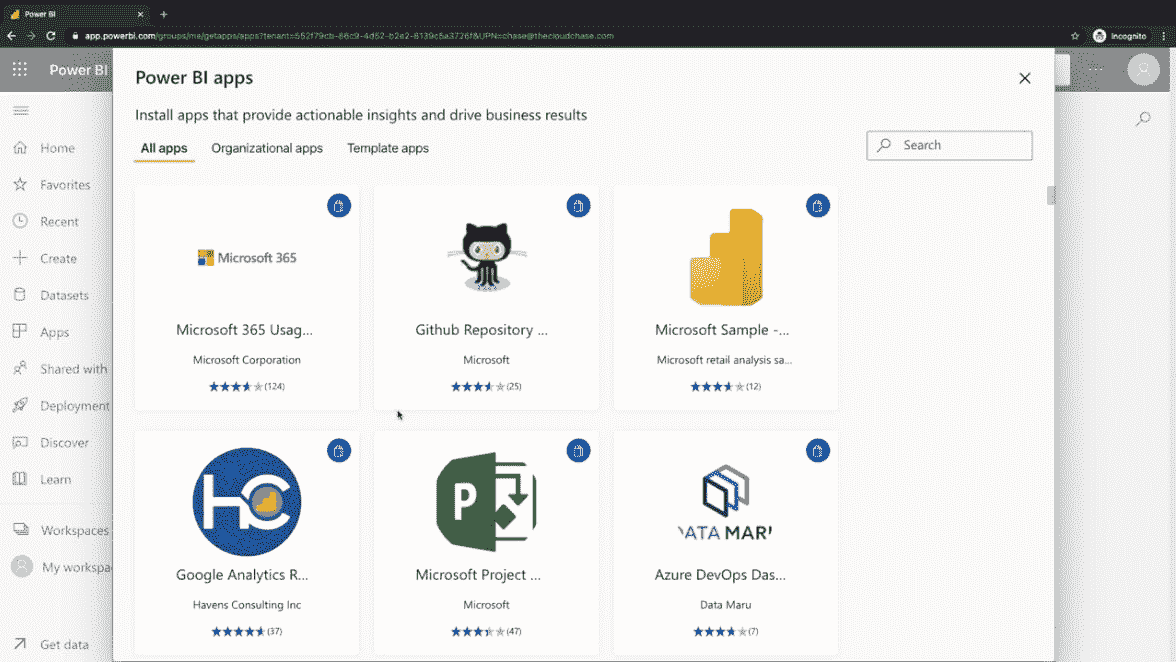 Power BI
app.powerbi.com/groups/me/getapps/apps?tenant=552f79cb-86c9-4d52-b2e2-8139c5a3726f&UPN=chase@thecloudchase.com
Incognito
Power BI
Power BI apps
Install apps that provide actionable insights and drive business results
All apps
Organizational apps
Template apps
Search
Home
Favorites
Recent
Create
Datasets
Apps
Shared with
Deployment
Discover
Learn
Workspaces
My workspa
Get data
Microsoft 365
Microsoft 365 Usag...
Microsoft Corporation
(124)
Github Repository ...
Microsoft
(25)
Microsoft Sample -...
Microsoft retail analysis sa...
(12)
HC
Google Analytics R...
Havens Consulting Inc
(37)
P
Microsoft Project ...
Microsoft
(47)
ATA MAR
Azure DevOps Das...
Data Maru
(7)